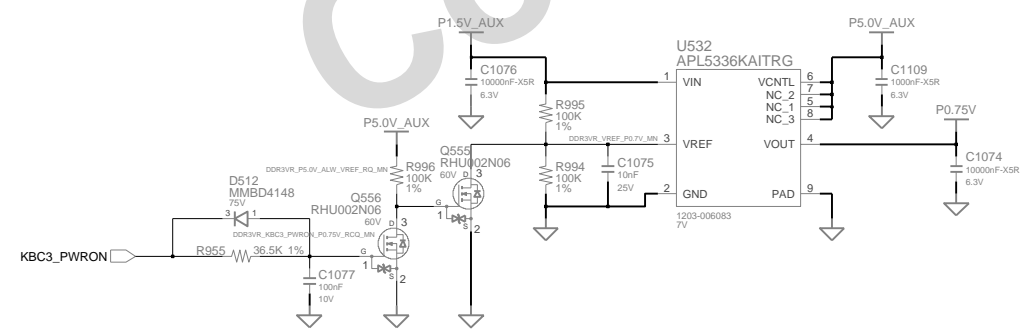 P1.5V_AUX
P5.0V_AUX
U532
APL5336KAITRG
C1076
10000nF-X5R
6.3V
1
VIN
VCNTL
6
NC_2
7
NC_1
5
NC_3
8
C1109
1000nF-X5R
6.3V
R995
100K
1%
P0.75V
P5.0V_AUX
DDR3VR_VREF_P0.7V_MN
3
VREF
VOUT
4
Q555
RHU002N06
60V
DDR3VR_P5.0V_ALW_VREF_RQ_MN
R996
100K
1%
D
3
G
1
S
2
R994
100K
1%
C1075
10nF
25V
C1074
10000nF-X5R
6.3V
2
GND
PAD
9
1203-006083
7V
D512
MMBD4148
75V
3
1
Q556
RHU002N06
60V
D
3
DDR3VR_KBC3_PWRON_P0.75V_RCQ_MN
KBC3_PWRON
R955
36.5K
1%
G
1
S
2
C1077
100nF
10V